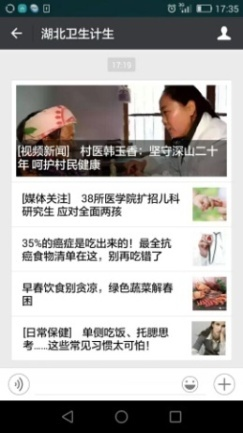 17:35
湖北卫生计生
17:19
[视频新闻] 村医韩玉香：坚守深山二十
年 呵护村民健康
[媒体关注] 38所医学院扩招儿科
研究生 应对全面两孩
35%的癌症是吃出来的！最全抗
癌食物清单在这，别再吃错了
早春饮食别贪凉，绿色蔬菜解春
困
[日常保健] 单侧吃饭、托腮思
考……这些常见习惯太可怕！